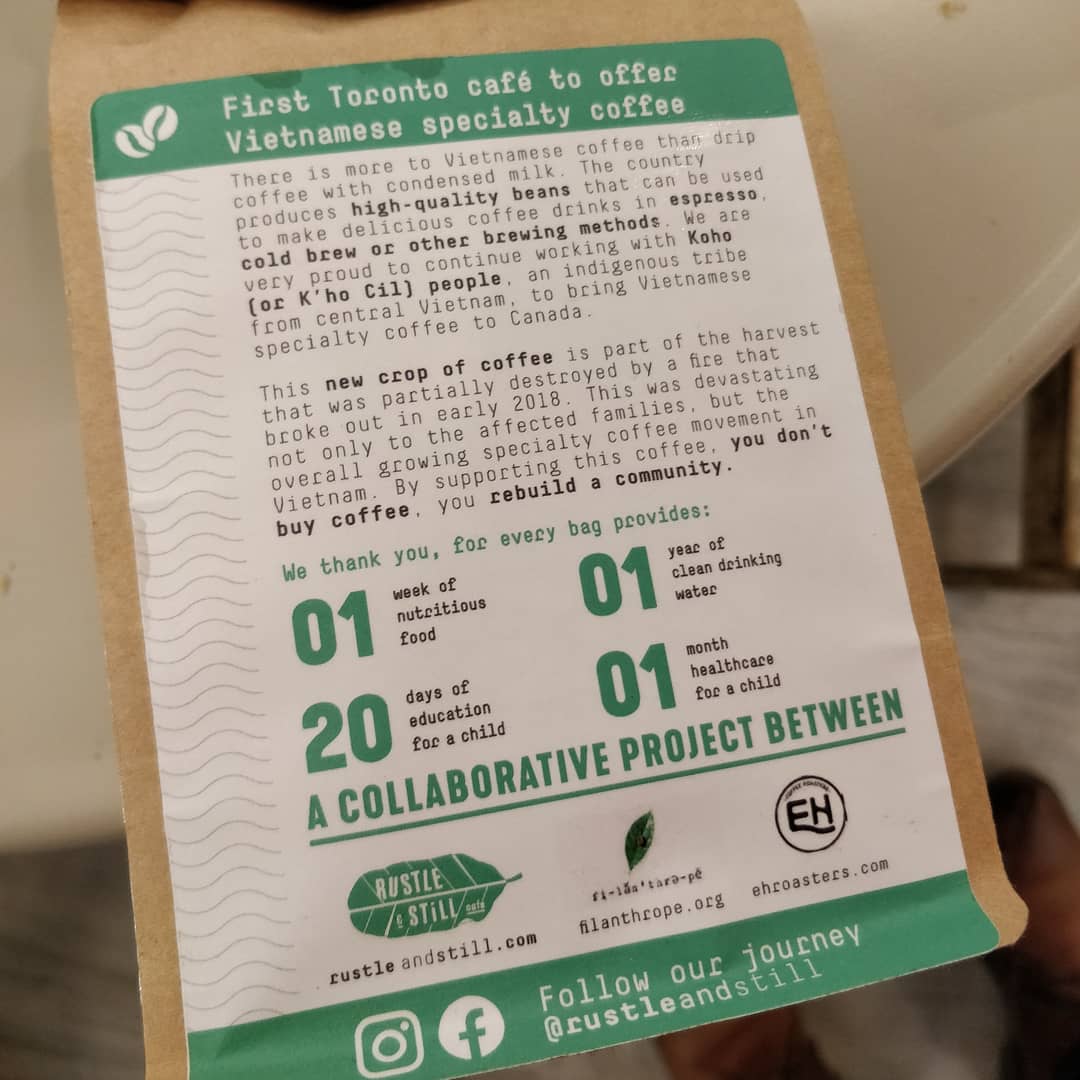 First Toronto café to offer
Vietnamese specialty coffee
There is more to Vietnamese coffee than drip
coffee with condensed milk. The country
produces high-quality beans that can be used
to make delicious coffee drinks in espresso,
cold brew or other brewing methods. We are
very proud to continue working with Koho
(or K'ho Cil) people, an indigenous tribe
from central Vietnam, to bring Vietnamese
specialty coffee to Canada.
This new crop of coffee is part of the harvest
that was partially destroyed by a fire that
broke out in early 2018. This was devastating
not only to the affected families, but the
overall growing specialty coffee movement in
Vietnam. By supporting this coffee, you don't
buy coffee, you rebuild a community.
We thank you, for every bag provides:
01 week of
nutritious
food
01 year of
clean drinking
water
20 days of
education
for a child
01 month
healthcare
for a child
A COLLABORATIVE PROJECT BETWEEN
RUSTLE
& STiLL café
rustleandstill.com
filanthrope.org
COFFEE ROASTERS
EH
ehroasters.com
Follow our journey
@rustleandstill